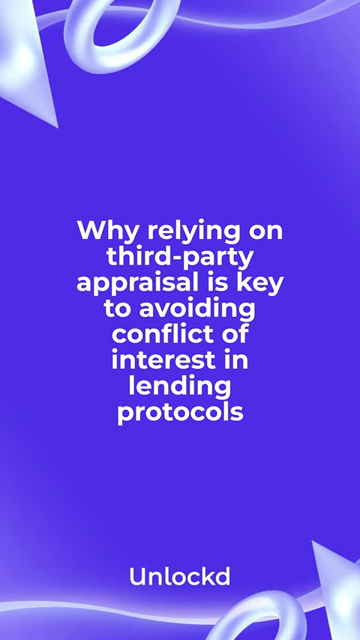 Why relying on
third-party
appraisal is key
to avoiding
conflict of
interest in
lending
protocols
Unlockd